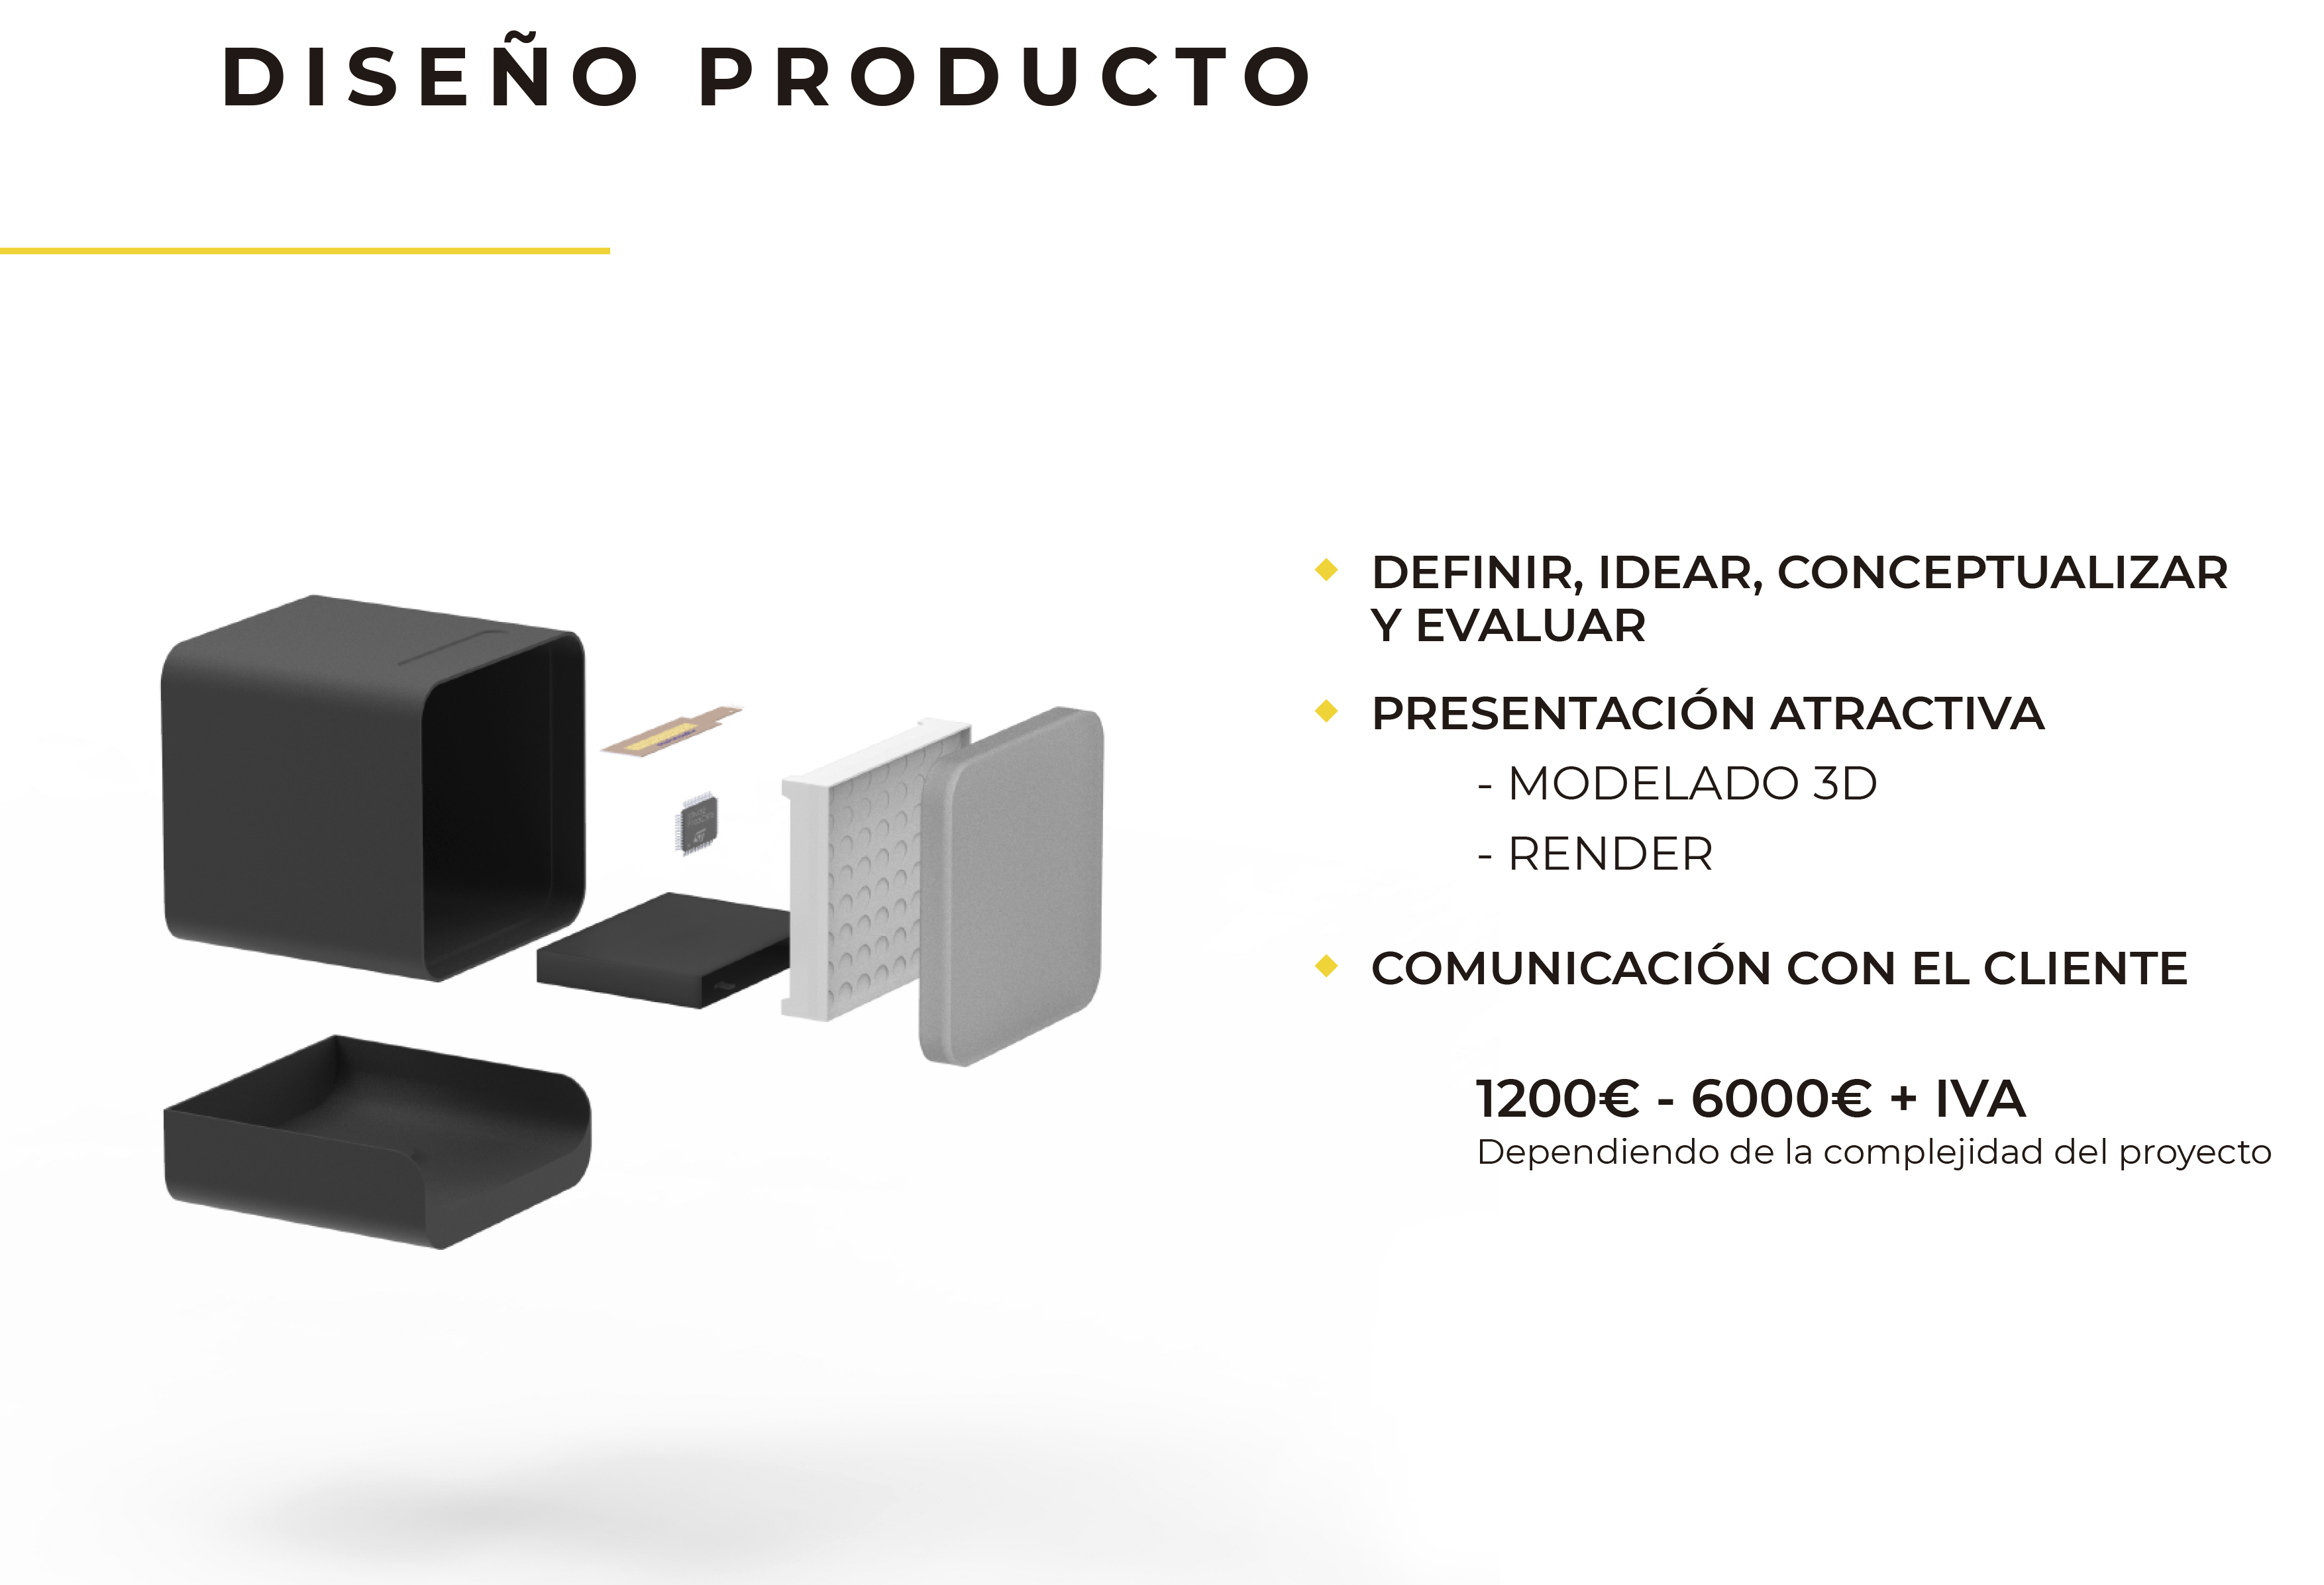 DISEÑO PRODUCTO
DEFINIR, IDEAR, CONCEPTUALIZAR
Y EVALUAR
PRESENTACIÓN ATRACTIVA
- MODELADO 3D
- RENDER
COMUNICACIÓN CON EL CLIENTE
1200€ - 6000€ + IVA
Dependiendo de la complejidad del proyecto